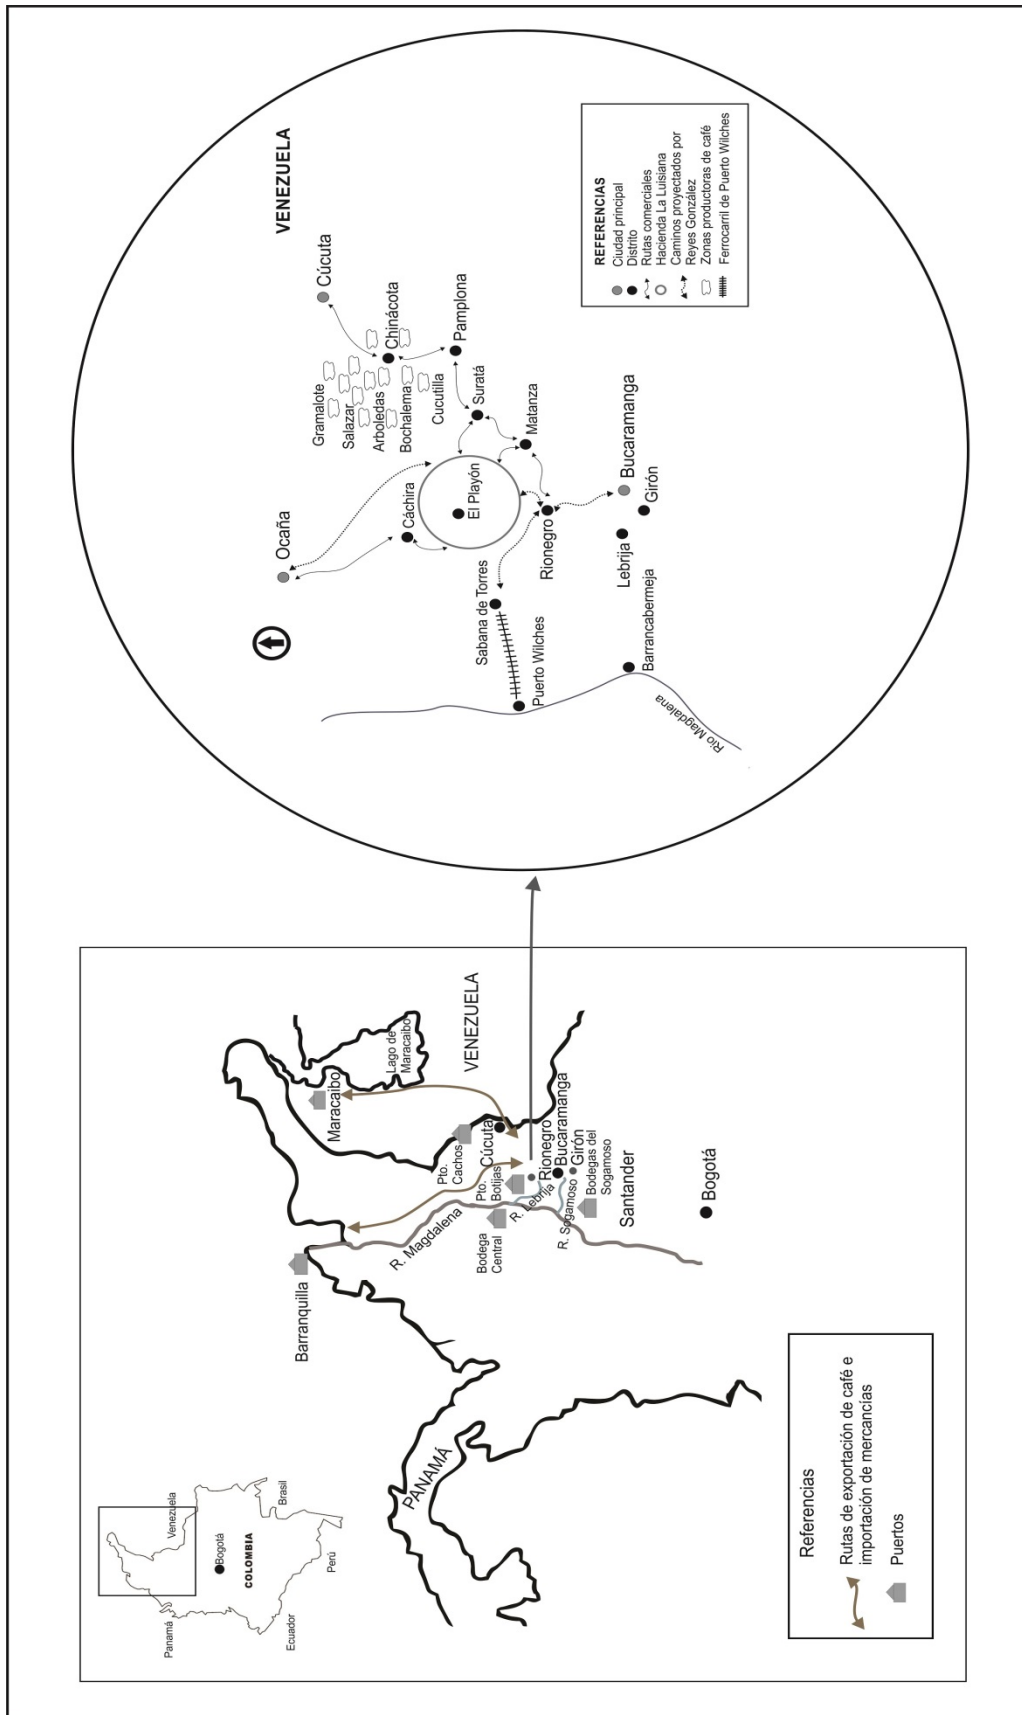 Panamá
Venezuela
Bogotá
COLOMBIA
Brasil
Ecuador
Perú
Barranquilla
Maracaibo
Lago de
Maracaibo
VENEZUELA
Pto.
Cachos
Cúcuta
R. Magdalena
Pto.
Botijas
Bodega
Central
R. Lebrija
Rionegro
Bucaramanga
Girón
R. Sogamoso
Bodegas del
Sogamoso
Santander
PANAMÁ
Bogotá
Referencias
Rutas de exportación de café e
importación de mercancías
Puertos
VENEZUELA
Ocaña
Cúcuta
Gramalote
Salazar
Arboledas
Bochalema
Cucutilla
Chinácota
Pamplona
Cáchira
El Playón
Suratá
Matanza
Sabana de Torres
Puerto Wilches
Rionegro
Bucaramanga
Girón
Lebrija
Barrancabermeja
Río Magdalena
REFERENCIAS
Ciudad principal
Distrito
Rutas comerciales
Hacienda La Luisiana
Caminos proyectados por
Reyes González
Zonas productoras de café
Ferrocarril de Puerto Wilches